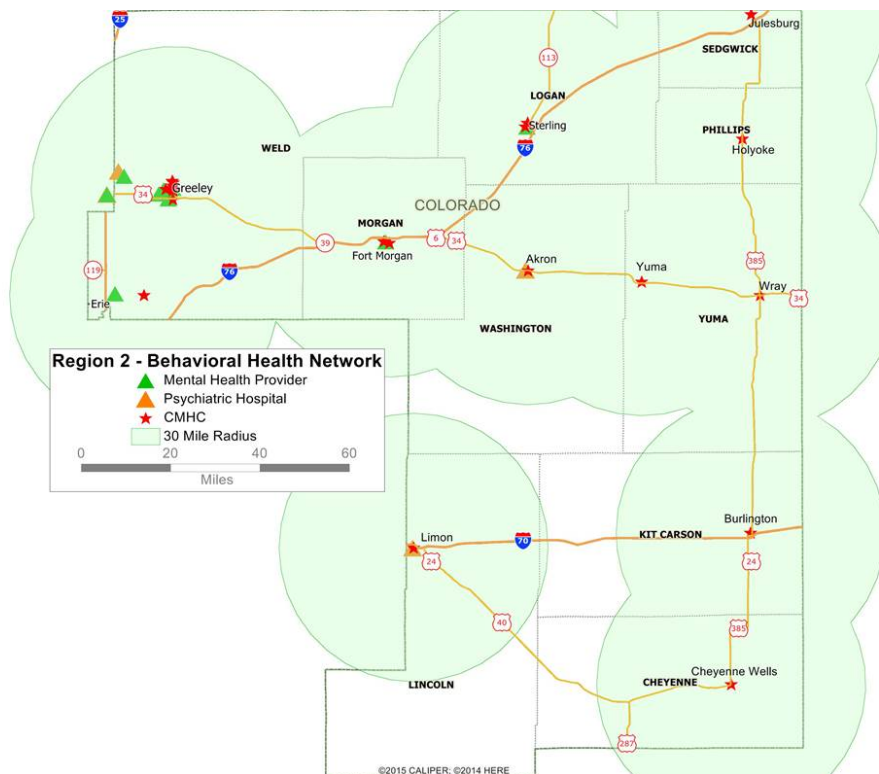 25
Julesburg
SEDGWICK
113
LOGAN
Sterling
76
PHILLIPS
Holyoke
WELD
34
Greeley
COLORADO
MORGAN
39
6
34
Fort Morgan
119
76
Akron
Yuma
385
Wray
34
Erie
WASHINGTON
YUMA
Region 2 - Behavioral Health Network
Mental Health Provider
Psychiatric Hospital
CMHC
30 Mile Radius
0 20 40 60
Miles
Limon
24
70
KIT CARSON
Burlington
24
40
385
LINCOLN
CHEYENNE
Cheyenne Wells
287
©2015 CALIPER; ©2014 HERE